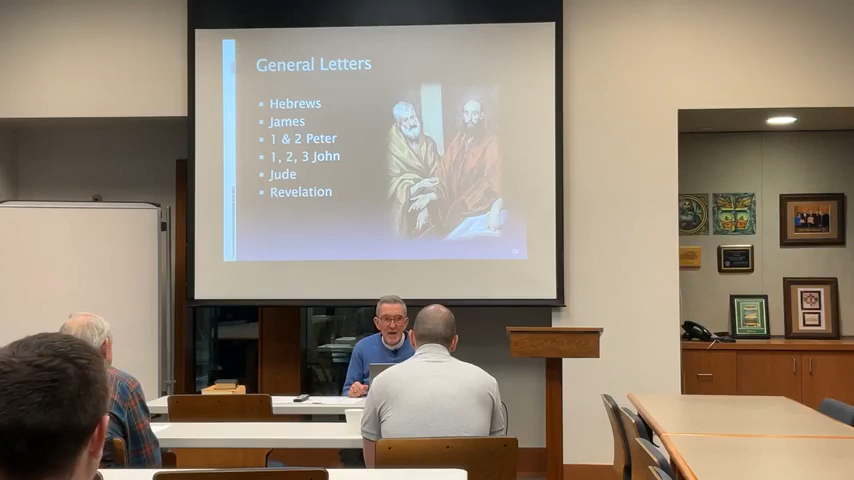 General Letters
Hebrews
James
1 & 2 Peter
1, 2, 3 John
Jude
Revelation